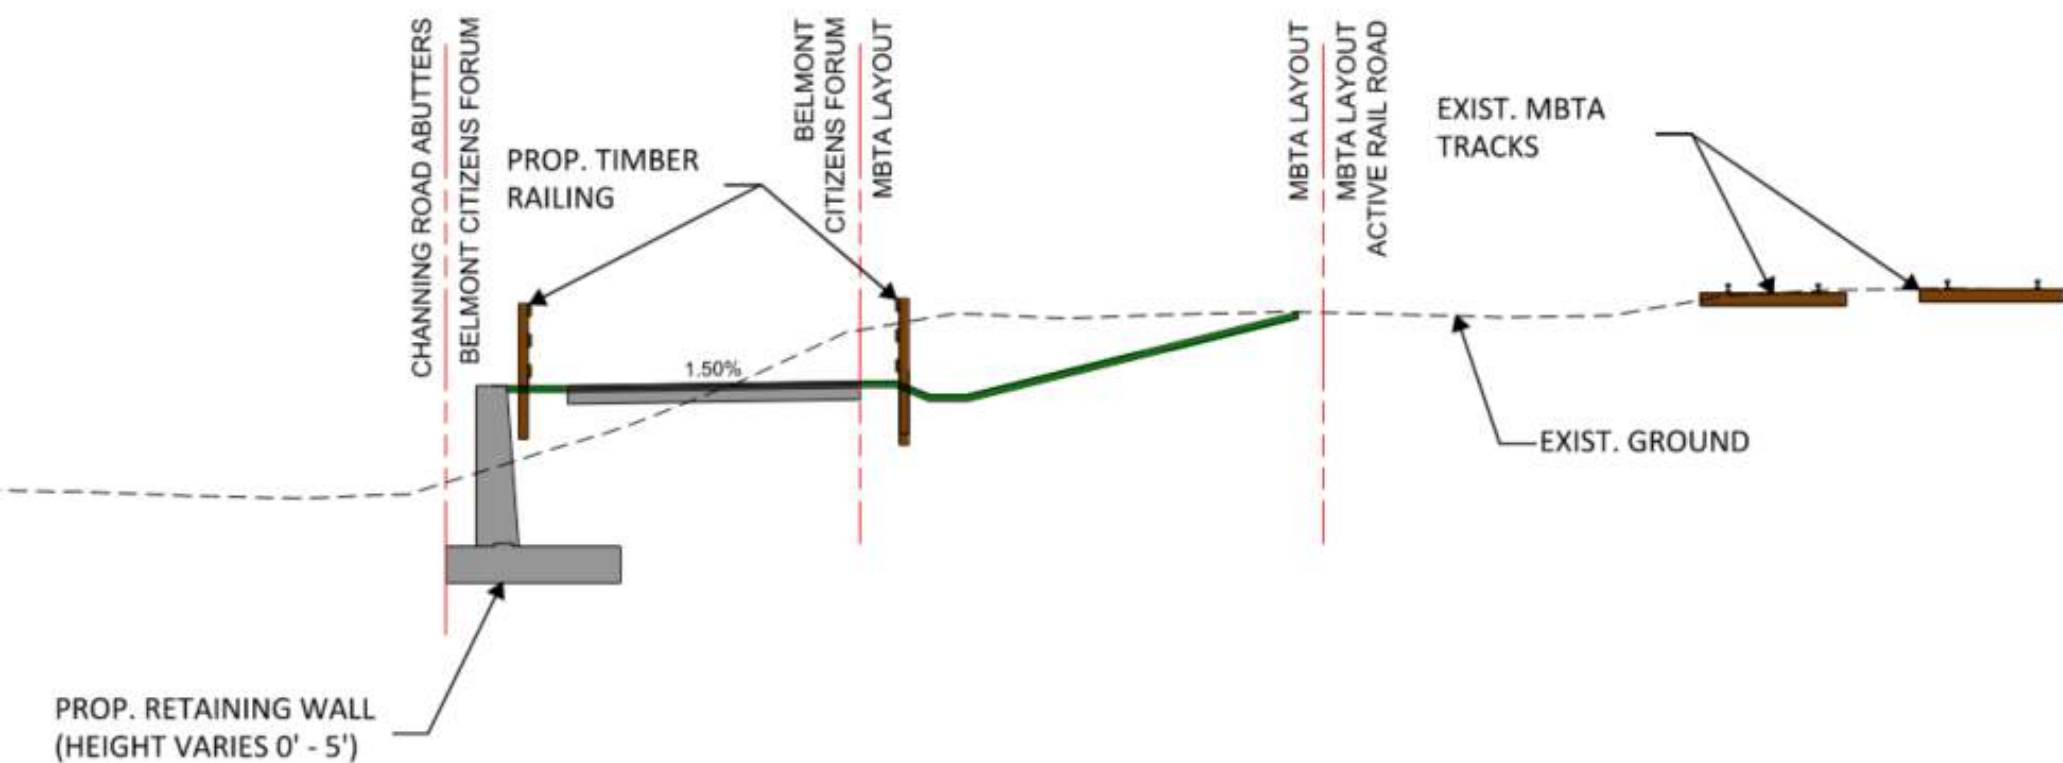 CHANNING ROAD ABUTTERS
BELMONT CITIZENS FORUM
PROP. TIMBER
RAILING
BELMONT
CITIZENS FORUM
MBTA LAYOUT
MBTA LAYOUT
MBTA LAYOUT
ACTIVE RAIL ROAD
EXIST. MBTA
TRACKS
1.50%
EXIST. GROUND
PROP. RETAINING WALL
(HEIGHT VARIES 0' - 5')